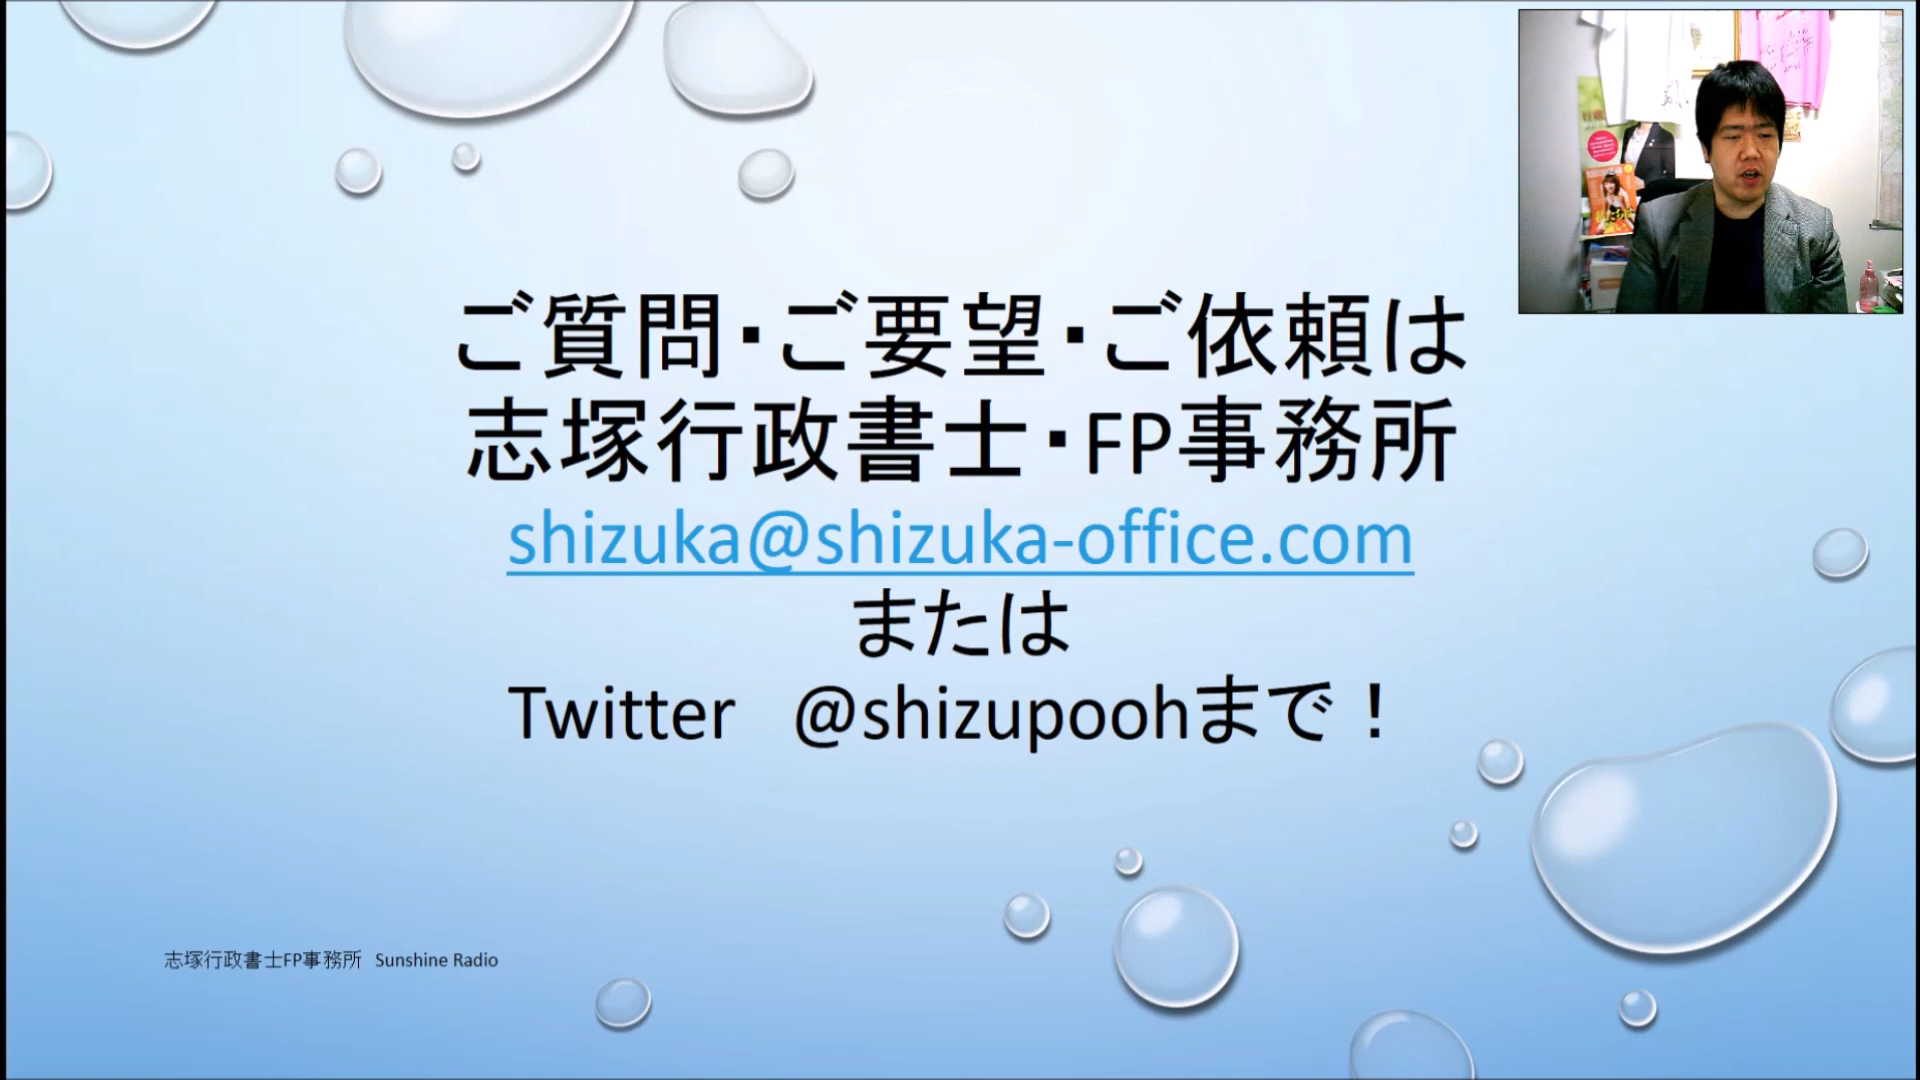 ご質問・ご要望・ご依頼は
志塚行政書士・FP事務所
shizuka@shizuka-office.com
または
Twitter @shizupoohまで！
志塚行政書士FP事務所 Sunshine Radio